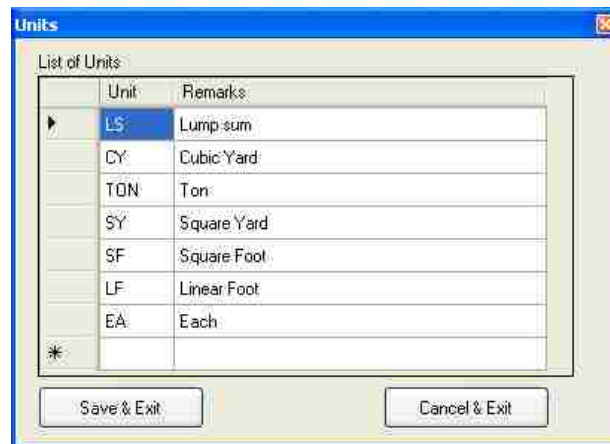 Units
List of Units
Unit Remarks
LS Lump sum
CY Cubic Yard
TON Ton
SY Square Yard
SF Square Foot
LF Linear Foot
EA Each
*
Save & Exit Cancel & Exit